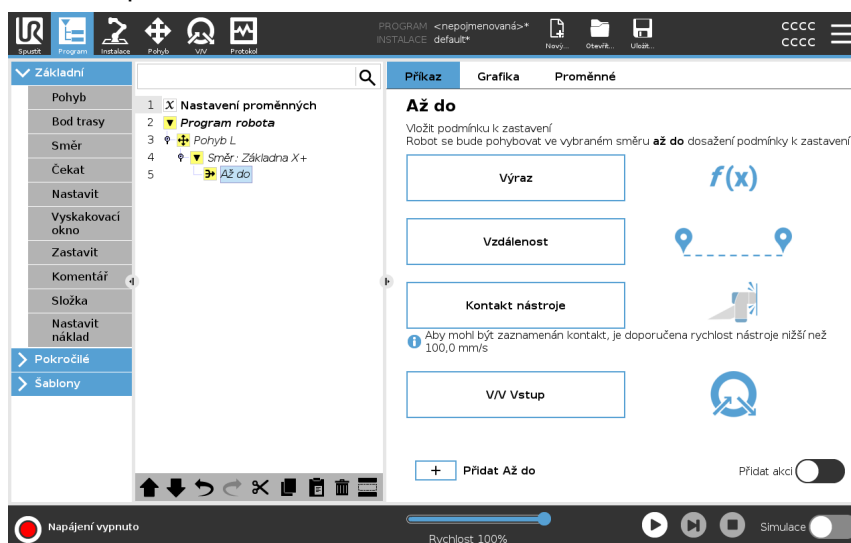 PROGRAM <nepojmenovaná>*
INSTALACE default*
UR
Spustit
Program
Instalace
Pohyb
V/V
Protokol
Nový...
Otevřít...
Uložit...
CCCC
CCCC
Základní
Pohyb
Bod trasy
Směr
Čekat
Nastavit
Vyskakovací
okno
Zastavit
Komentář
Složka
Nastavit
náklad
Pokročilé
Šablony
1 X Nastavení proměnných
2 Program robota
3 Pohyb L
4 Směr: Základna X+
5 Až do
Příkaz Grafika Proměnné
Až do
Vložit podmínku k zastavení
Robot se bude pohybovat ve vybraném směru až do dosažení podmínky k zastavení
Výraz
f(x)
Vzdálenost
Kontakt nástroje
Aby mohl být zaznamenán kontakt, je doporučena rychlost nástroje nižší než
100,0 mm/s
V/V Vstup
+ Přidat Až do
Přidat akci
Napájení vypnuto
Rychlost 100%
Simulace